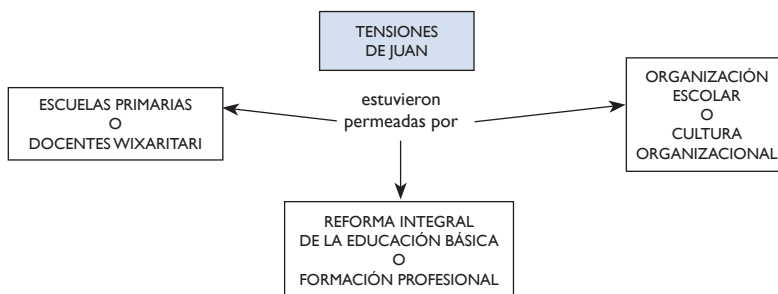 TENSIONES
DE JUAN
estuvieron
permeadas por
ESCUELAS PRIMARIAS
O
DOCENTES WIXARITARI
ORGANIZACIÓN
ESCOLAR
O
CULTURA
ORGANIZACIONAL
REFORMA INTEGRAL
DE LA EDUCACIÓN BÁSICA
O
FORMACIÓN PROFESIONAL